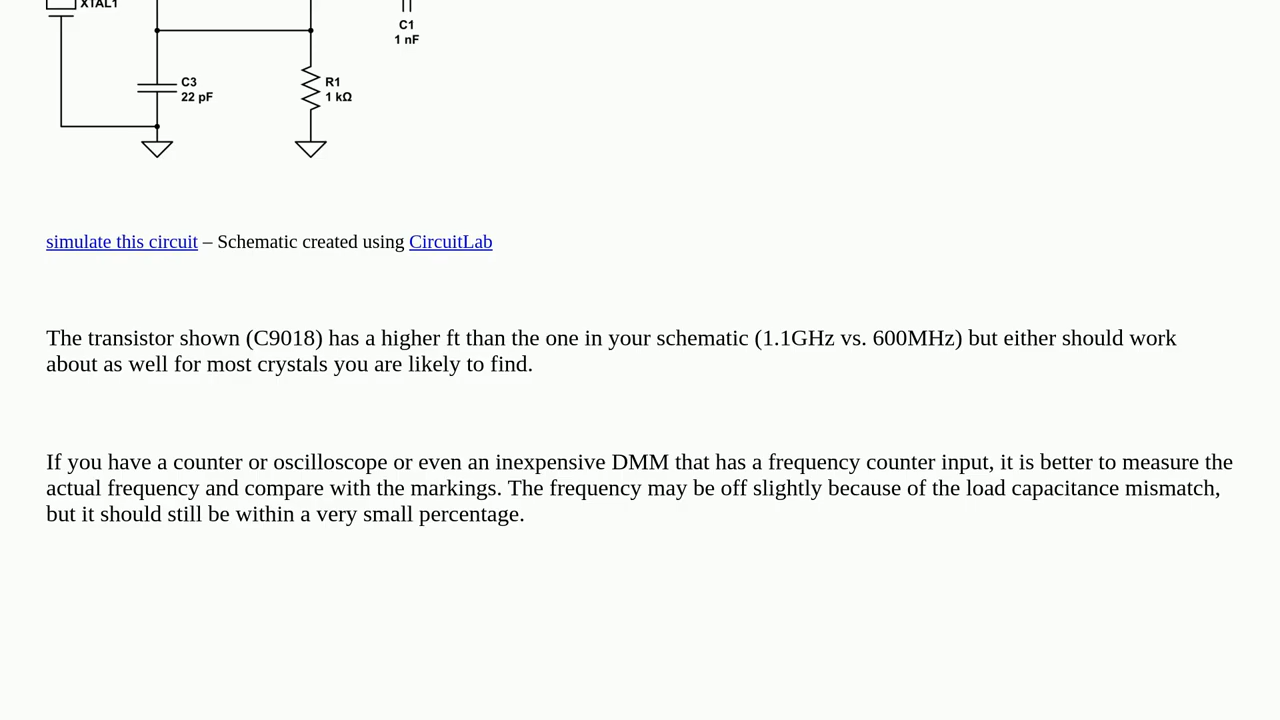 XTAL1
C1
1 nF
C3
22 pF
R1
1 kΩ
simulate this circuit – Schematic created using CircuitLab
The transistor shown (C9018) has a higher ft than the one in your schematic (1.1GHz vs. 600MHz) but either should work
about as well for most crystals you are likely to find.
If you have a counter or oscilloscope or even an inexpensive DMM that has a frequency counter input, it is better to measure the
actual frequency and compare with the markings. The frequency may be off slightly because of the load capacitance mismatch,
but it should still be within a very small percentage.